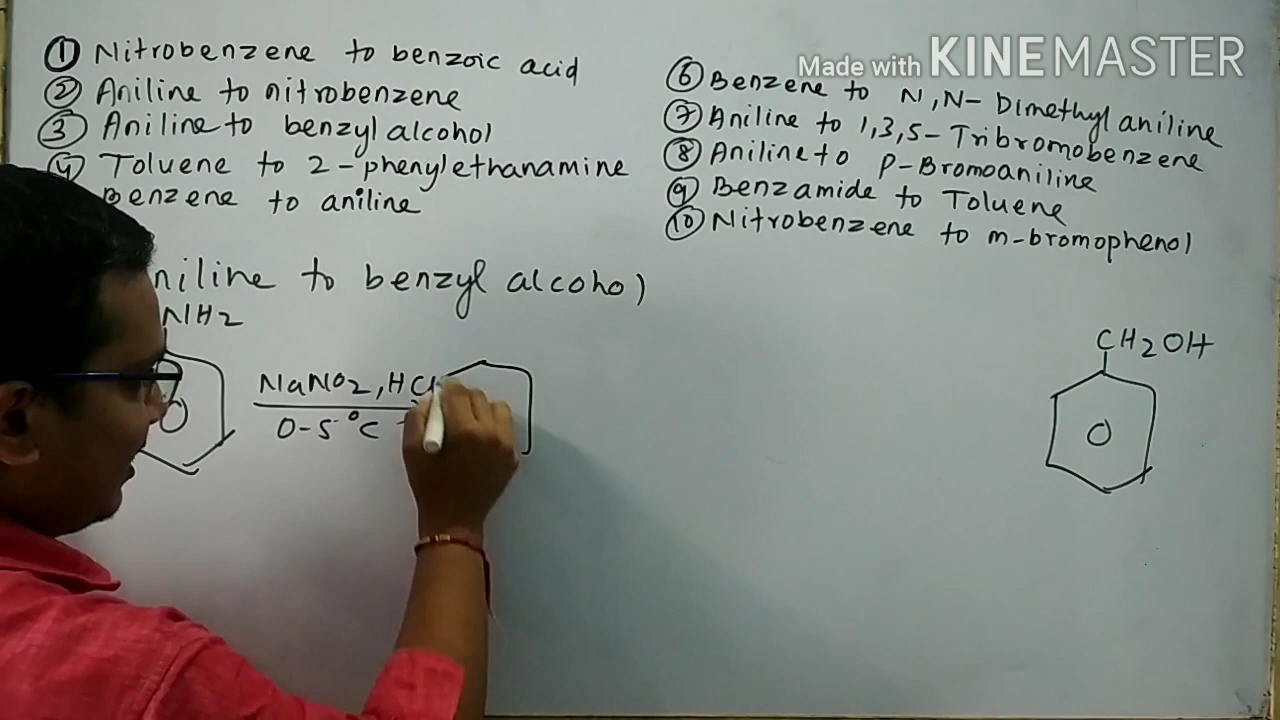 ① Nitrobenzene to benzoic acid
② Aniline to nitrobenzene
③ Aniline to benzyl alcohol
④ Toluene to 2-phenylethanamine
Benzene to aniline
Made with KINEMASTER
⑥ Benzene to N,N-Dimethylaniline
⑦ Aniline to 1,3,5-Tribromobenzene
⑧ Aniline to p-Bromoaniline
⑨ Benzamide to Toluene
⑩ Nitrobenzene to m-bromophenol
niline to benzyl alcohol
NH2
NaNO2, HCl
0-5°C
CH2OH